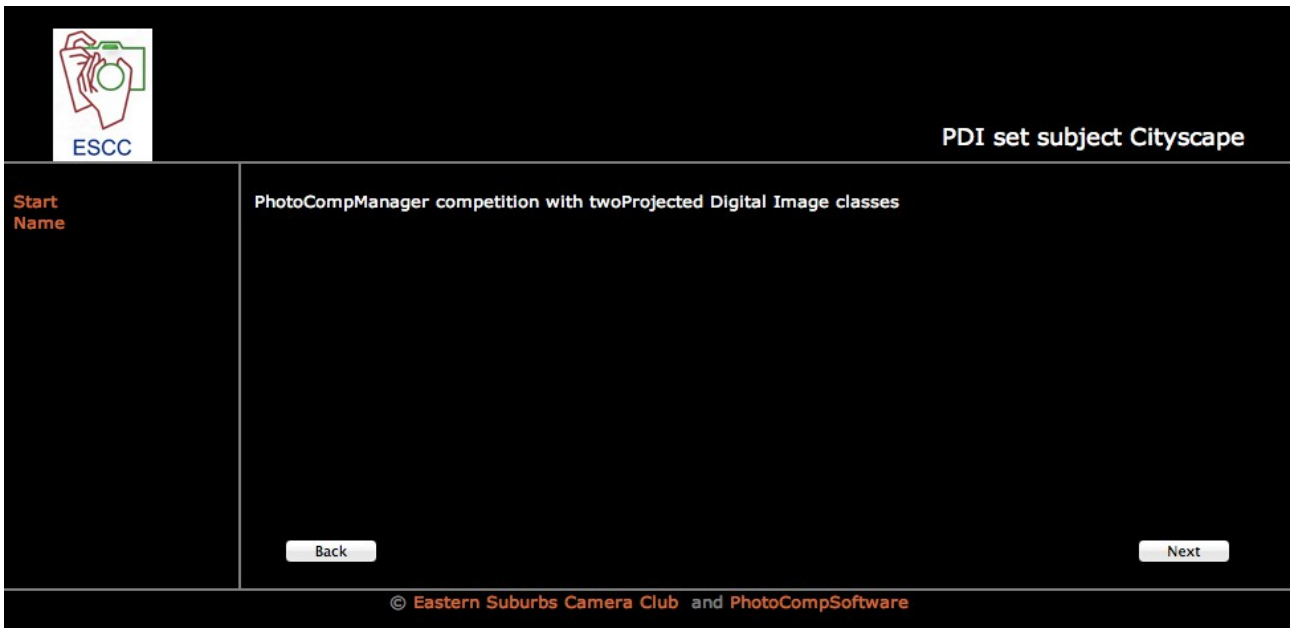 ESCC
PDI set subject Cityscape
Start
Name
PhotoCompManager competition with twoProjected Digital Image classes
Back
Next
© Eastern Suburbs Camera Club and PhotoCompSoftware